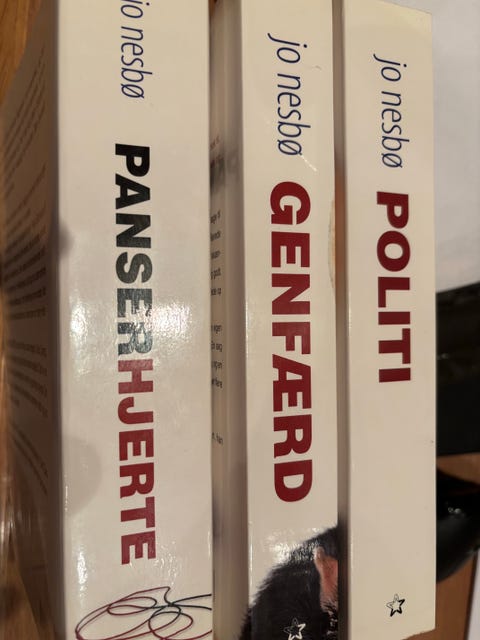 jo nesbø
PANSERHJERTE
jo nesbø
GENFÆRD
jo nesbø
POLITI